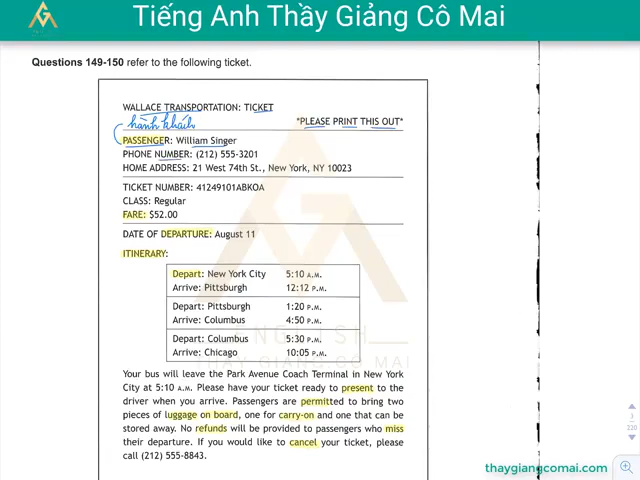 Tiếng Anh Thầy Giảng Cô Mai
Questions 149-150 refer to the following ticket.
WALLACE TRANSPORTATION: TICKET
hành khách
*PLEASE PRINT THIS OUT*
PASSENGER: William Singer
PHONE NUMBER: (212) 555-3201
HOME ADDRESS: 21 West 74th St., New York, NY 10023
TICKET NUMBER: 41249101ABKOA
CLASS: Regular
FARE: $52.00
DATE OF DEPARTURE: August 11
ITINERARY:
Depart: New York City 5:10 A.M.
Arrive: Pittsburgh 12:12 P.M.
Depart: Pittsburgh 1:20 P.M.
Arrive: Columbus 4:50 P.M.
ENGLISH
Depart: Columbus 5:30 P.M.
Arrive: Chicago 10:05 P.M.
THẦY GIẢNG CÔ MAI
Your bus will leave the Park Avenue Coach Terminal in New York
City at 5:10 A.M. Please have your ticket ready to present to the
driver when you arrive. Passengers are permitted to bring two
pieces of luggage on board, one for carry-on and one that can be
stored away. No refunds will be provided to passengers who miss
their departure. If you would like to cancel your ticket, please
call (212) 555-8843.
3
220
thaygiangcomai.com